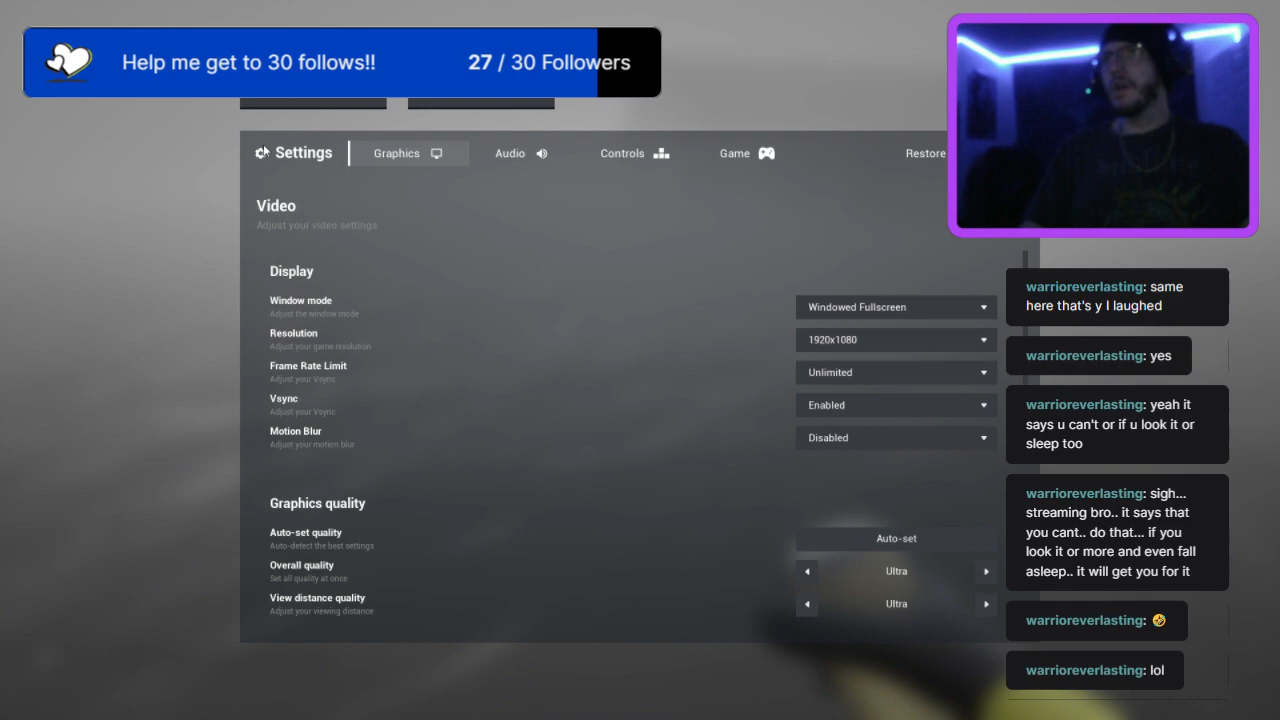 Help me get to 30 follows!!
27 / 30 Followers
Settings
Graphics
Audio
Controls
Game
Restore
Video
Adjust your video settings
Display
Window mode
Adjust the window mode
Windowed Fullscreen
Resolution
Adjust your game resolution
1920x1080
Frame Rate Limit
Adjust your Vsync
Unlimited
Vsync
Adjust your Vsync
Enabled
Motion Blur
Adjust your motion blur
Disabled
Graphics quality
Auto-set quality
Auto-detect the best settings
Auto-set
Overall quality
Set all quality at once
Ultra
View distance quality
Adjust your viewing distance
Ultra
warrioreverlasting: same
here that's y I laughed
warrioreverlasting: yes
warrioreverlasting: yeah it
says u can't or if u look it or
sleep too
warrioreverlasting: sigh...
streaming bro.. it says that
you cant.. do that... if you
look it or more and even fall
asleep.. it will get you for it
warrioreverlasting: 🤣
warrioreverlasting: lol